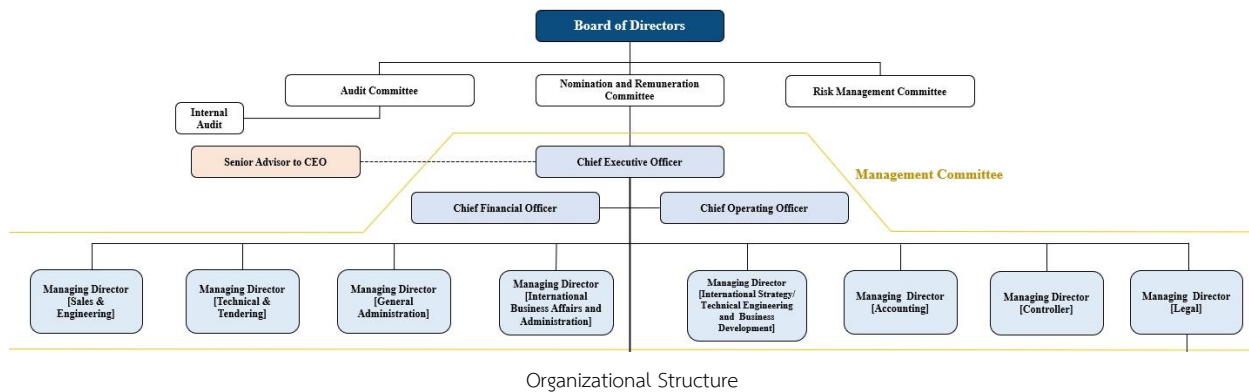 Board of Directors
Audit Committee
Nomination and Remuneration
Committee
Risk Management Committee
Internal
Audit
Senior Advisor to CEO
Chief Executive Officer
Management Committee
Chief Financial Officer
Chief Operating Officer
Managing Director
[Sales &
Engineering]
Managing Director
[Technical &
Tendering]
Managing Director
[General
Administration]
Managing Director
[International
Business Affairs and
Administration]
Managing Director
[International Strategy/
Technical Engineering
and Business
Development]
Managing Director
[Accounting]
Managing Director
[Controller]
Managing Director
[Legal]
Organizational Structure